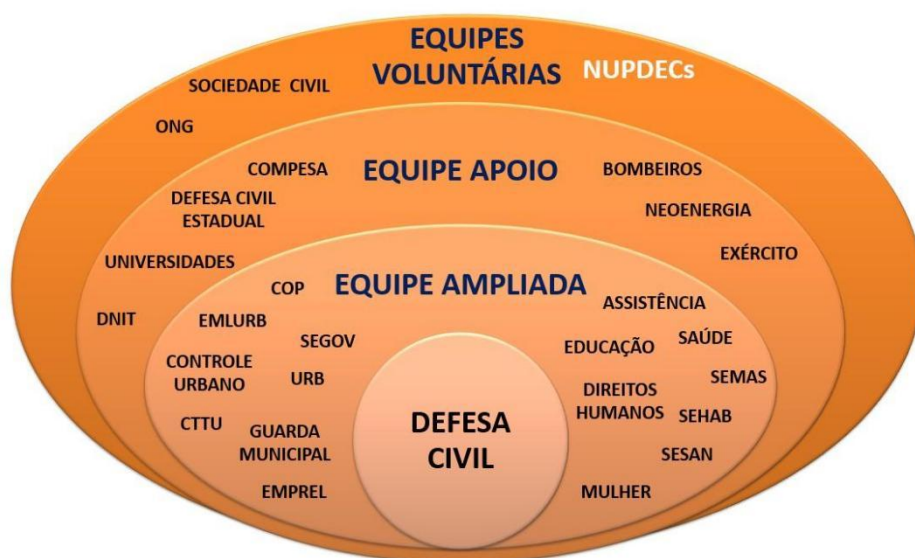 EQUIPES
VOLUNTÁRIAS
NUPDECs
SOCIEDADE CIVIL
ONG
EQUIPE APOIO
COMPESA
BOMBEIROS
DEFESA CIVIL
ESTADUAL
NEOENERGIA
UNIVERSIDADES
EXÉRCITO
DNIT
EQUIPE AMPLIADA
COP
ASSISTÊNCIA
EMLURB
SEGOV
EDUCAÇÃO
SAÚDE
CONTROLE
URBANO
URB
DIREITOS
HUMANOS
SEMAS
CTTU
SEHAB
GUARDA
MUNICIPAL
SESAN
EMPREL
MULHER
DEFESA
CIVIL